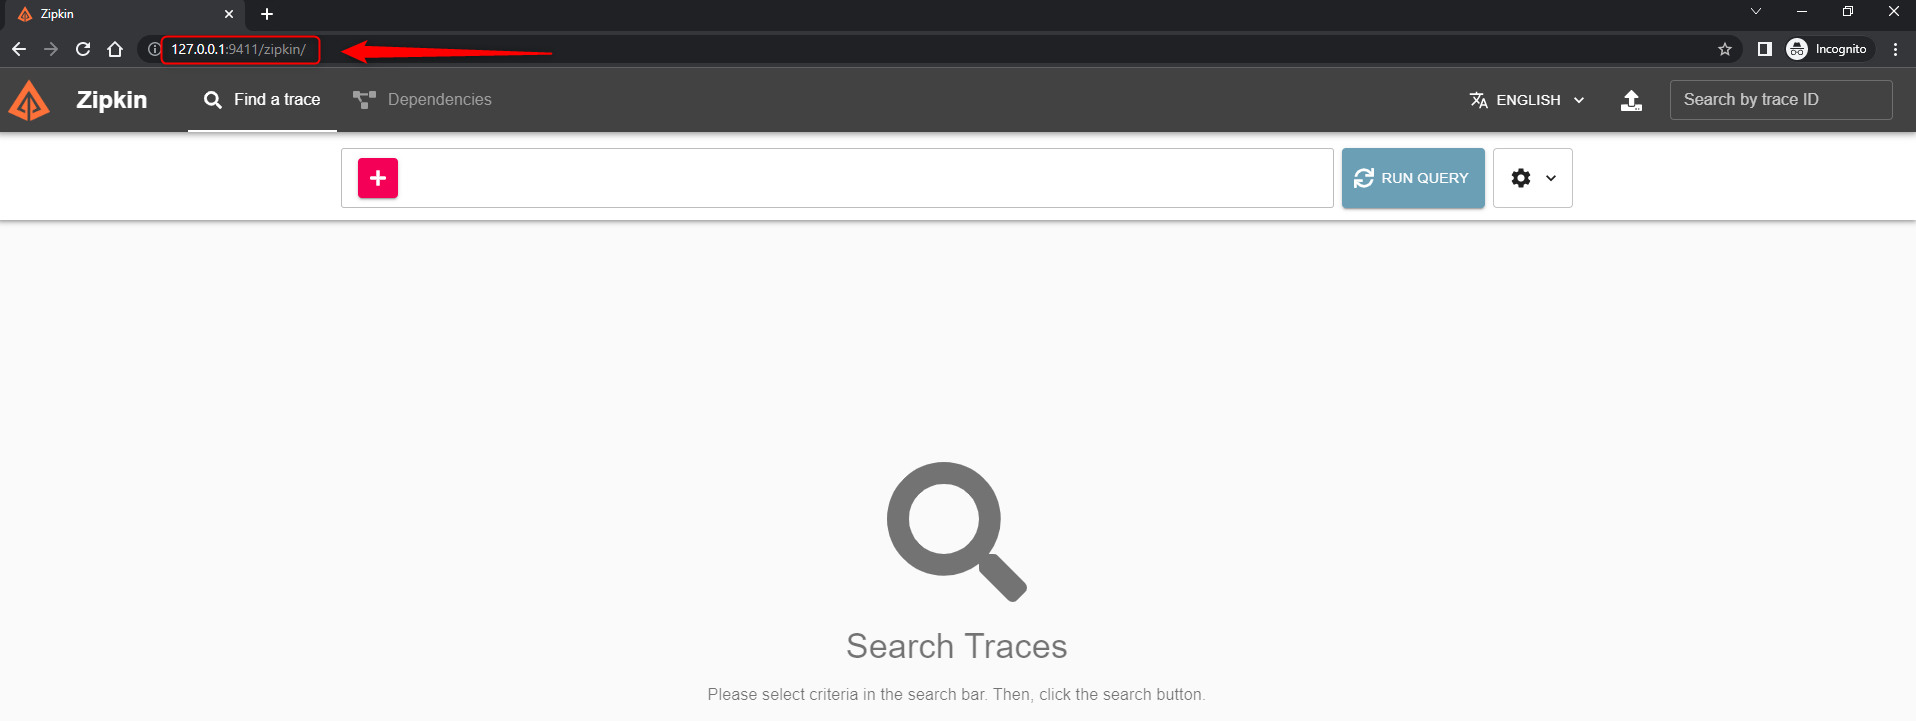 Zipkin
127.0.0.1:9411/zipkin/
Incognito
Zipkin
Find a trace
Dependencies
ENGLISH
Search by trace ID
RUN QUERY
Search Traces
Please select criteria in the search bar. Then, click the search button.